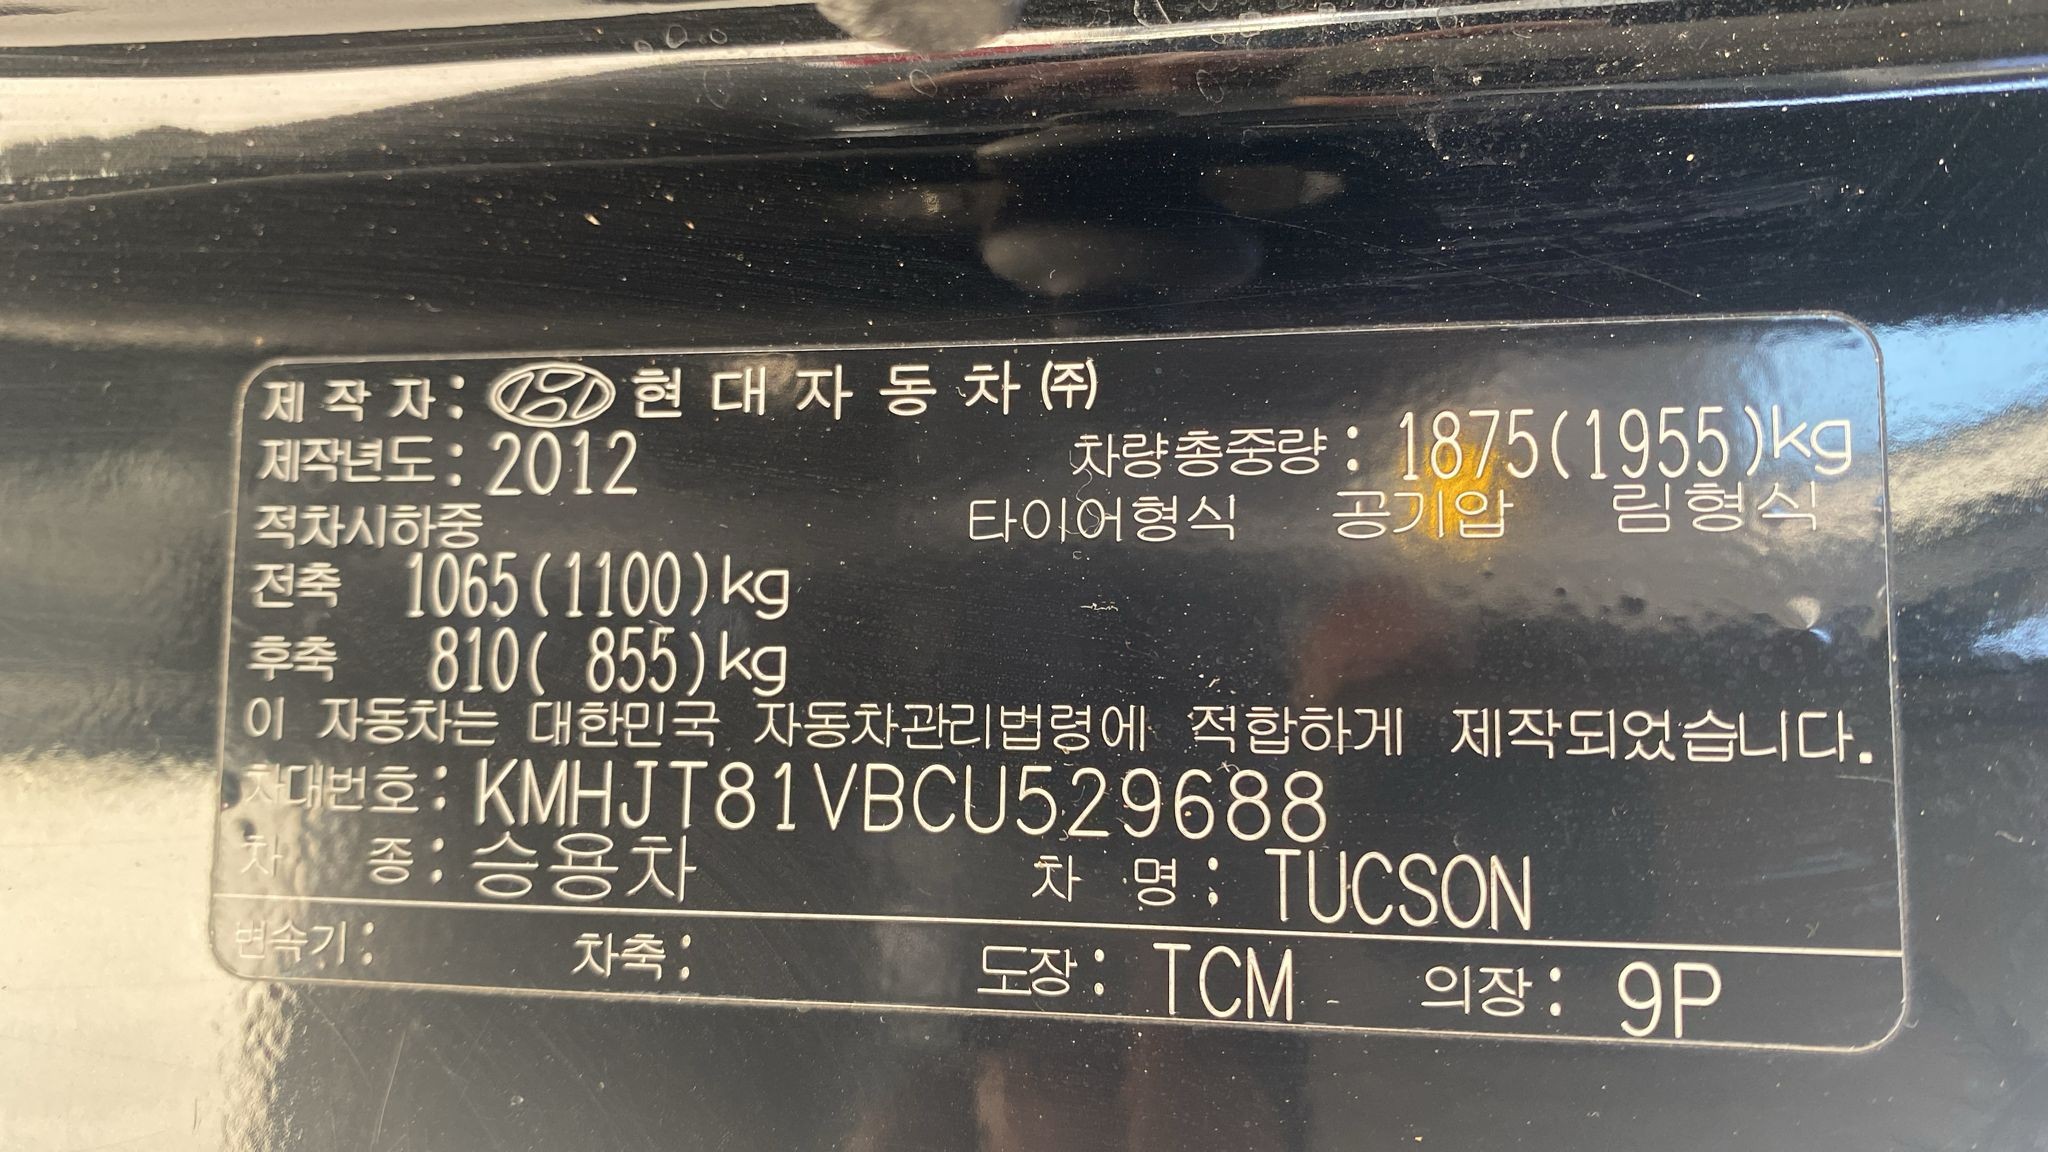 제 작 자: 현 대 자 동 차 ㈜
제작년도: 2012 차량총중량: 1875(1955)kg
적차시하중 타이어형식 공기압 림형식
전축 1065(1100)kg
후축 810( 855)kg
이 자동차는 대한민국 자동차관리법령에 적합하게 제작되었습니다.
차대번호: KMHJT81VBCU529688
차 종: 승용차 차 명: TUCSON
변속기: 차축: 도장: TCM 의장: 9P